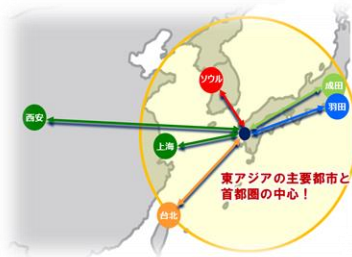 ソウル
成田
羽田
西安
上海
東アジアの主要都市と
首都圏の中心！
台北